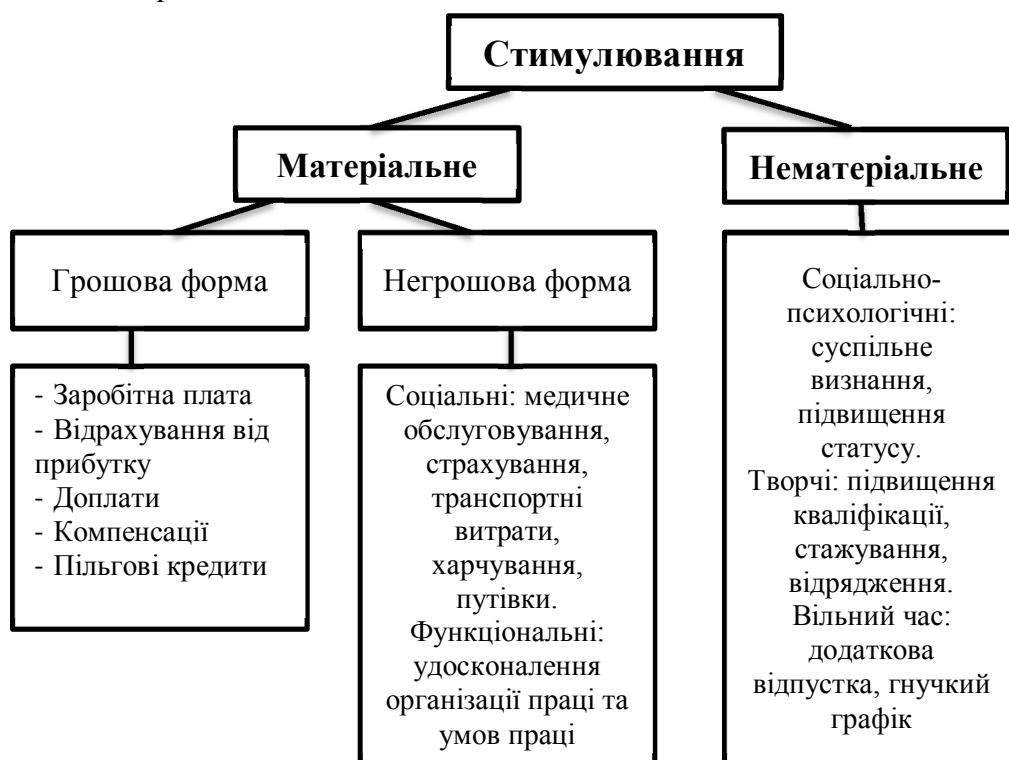 Стимулювання
Матеріальне
Нематеріальне
Грошова форма
Негрошова форма
- Заробітна плата
- Відрахування від
прибутку
- Доплати
- Компенсації
- Пільгові кредити
Соціальні: медичне
обслуговування,
страхування,
транспортні
витрати,
харчування,
путівки.
Функціональні:
удосконалення
організації праці та
умов праці
Соціально-
психологічні:
суспільне
визнання,
підвищення
статусу.
Творчі: підвищення
кваліфікації,
стажування,
відрядження.
Вільний час:
додаткова
відпустка, гнучкий
графік